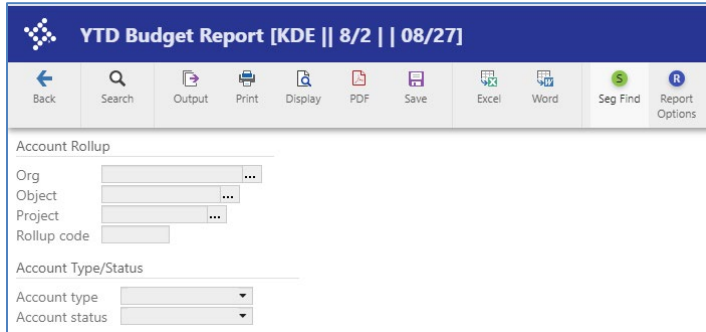 YTD Budget Report [KDE || 8/2 | | 08/27]
Back Search Output Print Display PDF Save Excel Word Seg Find Report Options
Account Rollup
Org ...
Object ...
Project ...
Rollup code
Account Type/Status
Account type
Account status